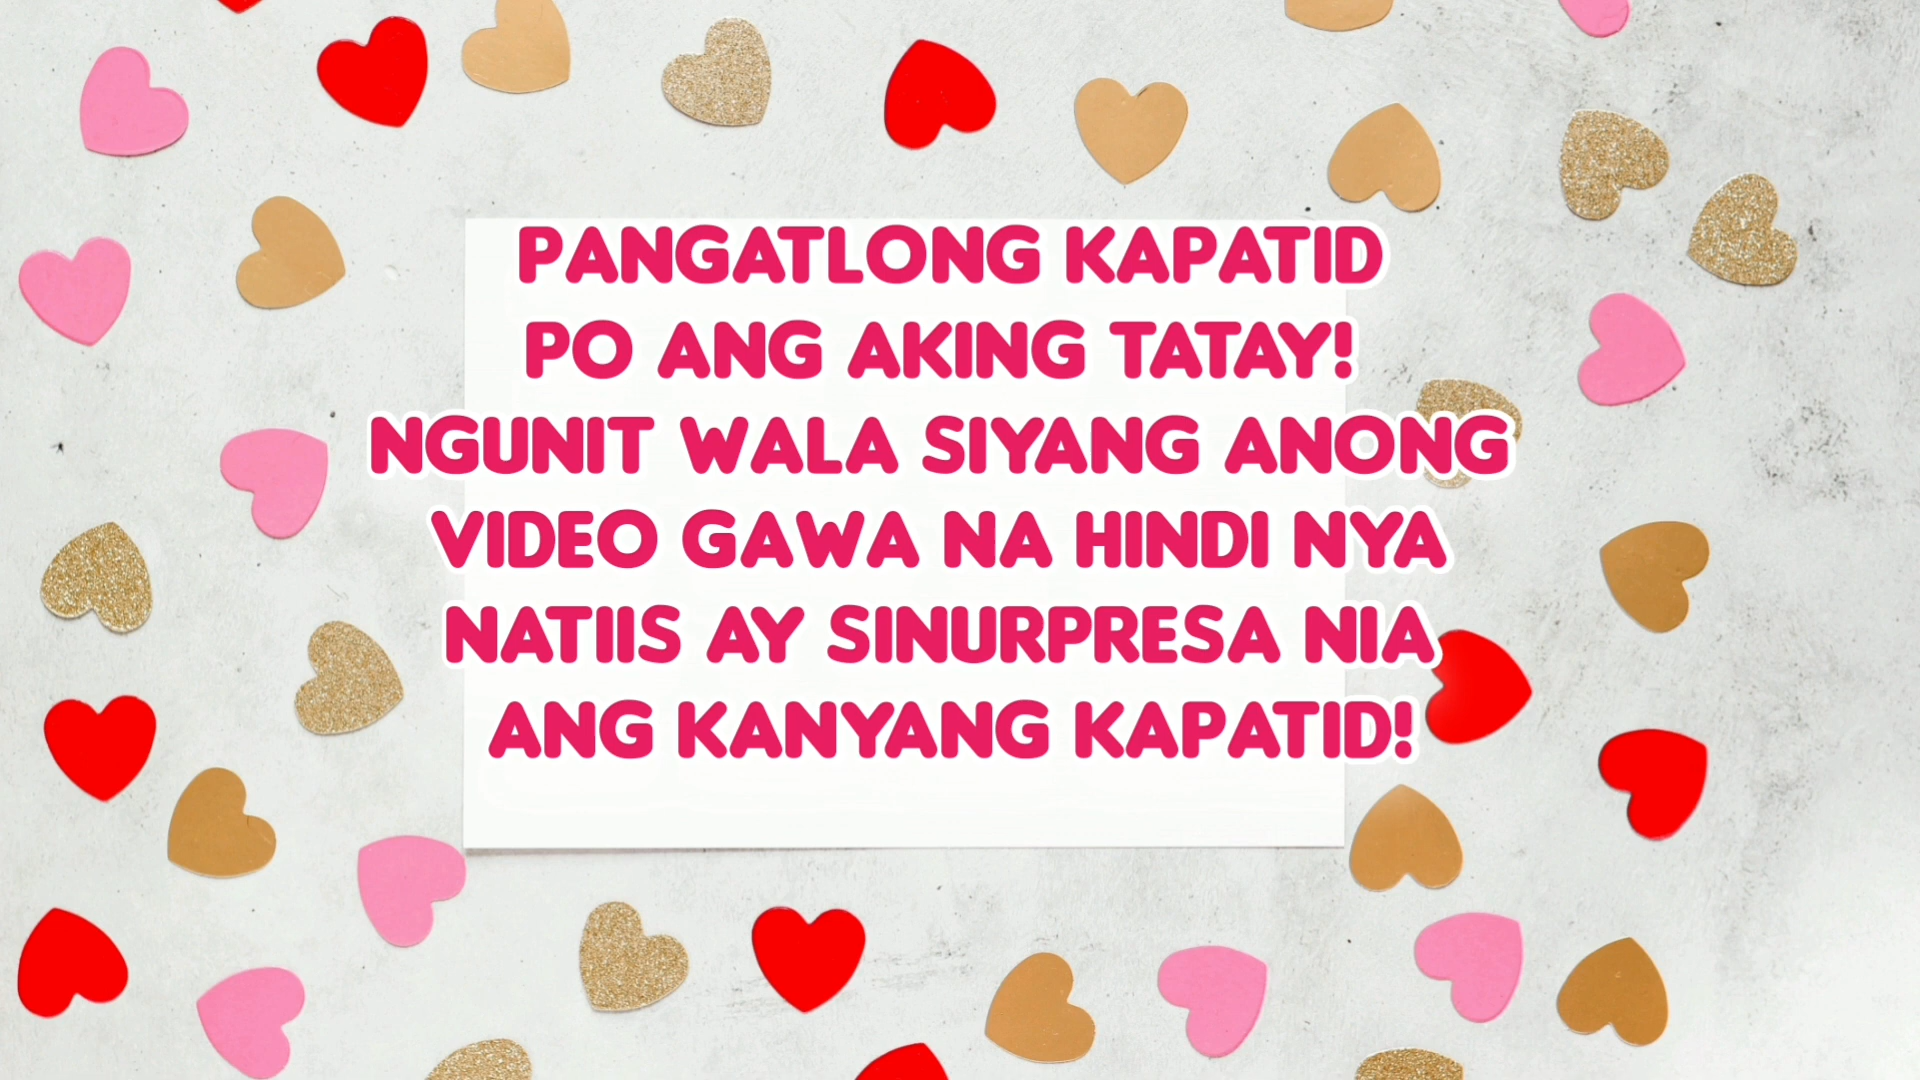 PANGATLONG KAPATID
PO ANG AKING TATAY!
NGUNIT WALA SIYANG ANONG
VIDEO GAWA NA HINDI NYA
NATIIS AY SINURPRESA NIA
ANG KANYANG KAPATID!